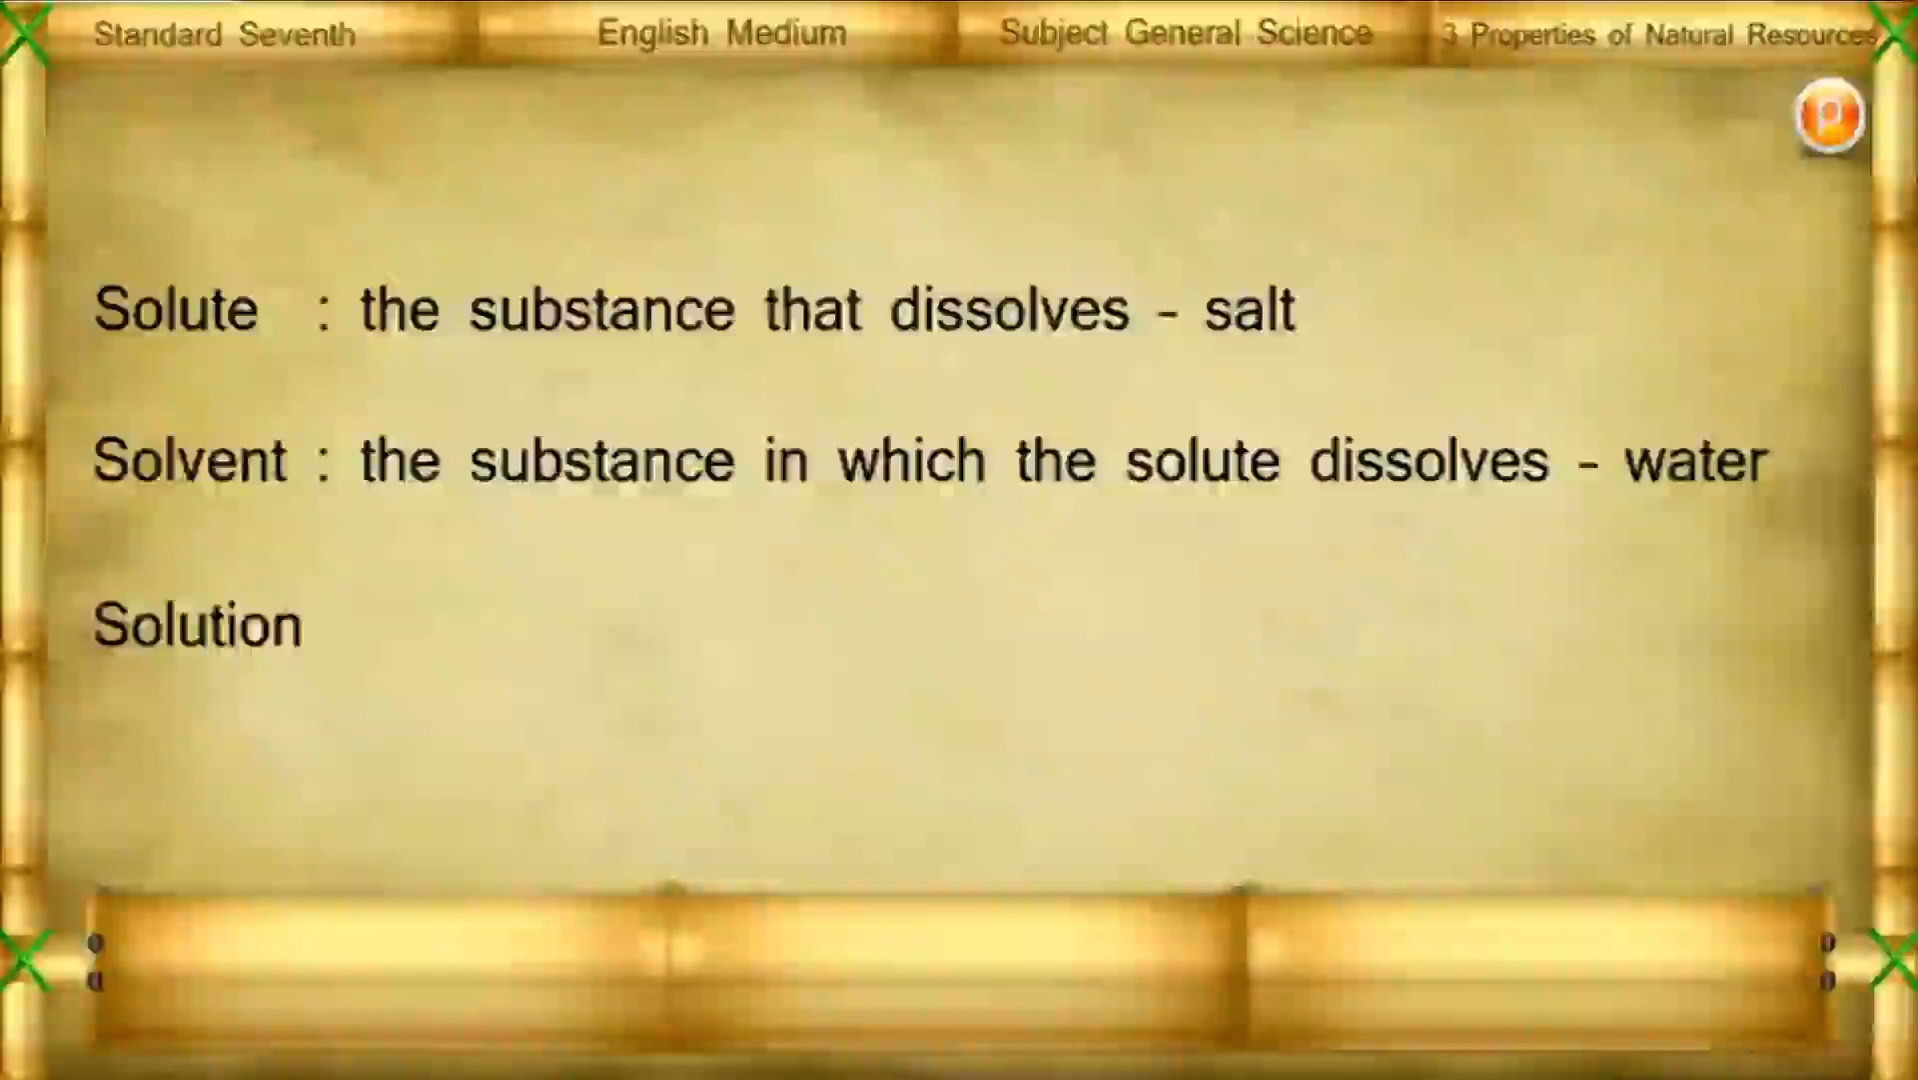 Standard Seventh English Medium Subject General Science 3 Properties of Natural Resources
P
Solute : the substance that dissolves - salt
Solvent : the substance in which the solute dissolves - water
Solution